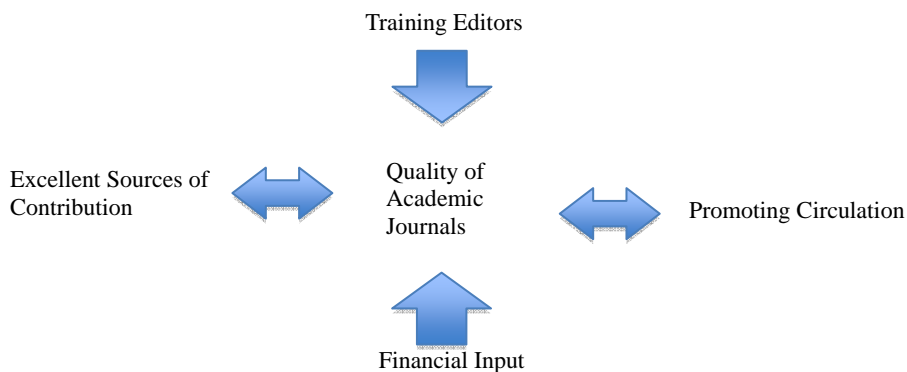 Training Editors
Excellent Sources of
Contribution
Quality of
Academic
Journals
Promoting Circulation
Financial Input